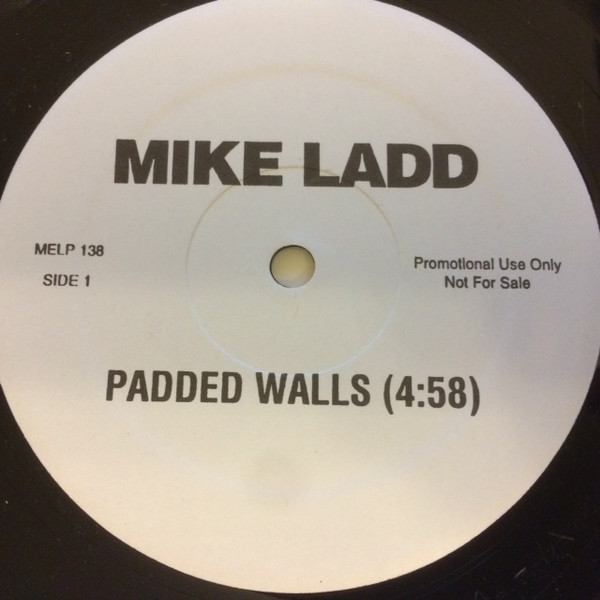 MIKE LADD
MELP 138
SIDE 1
Promotional Use Only
Not For Sale
PADDED WALLS (4:58)